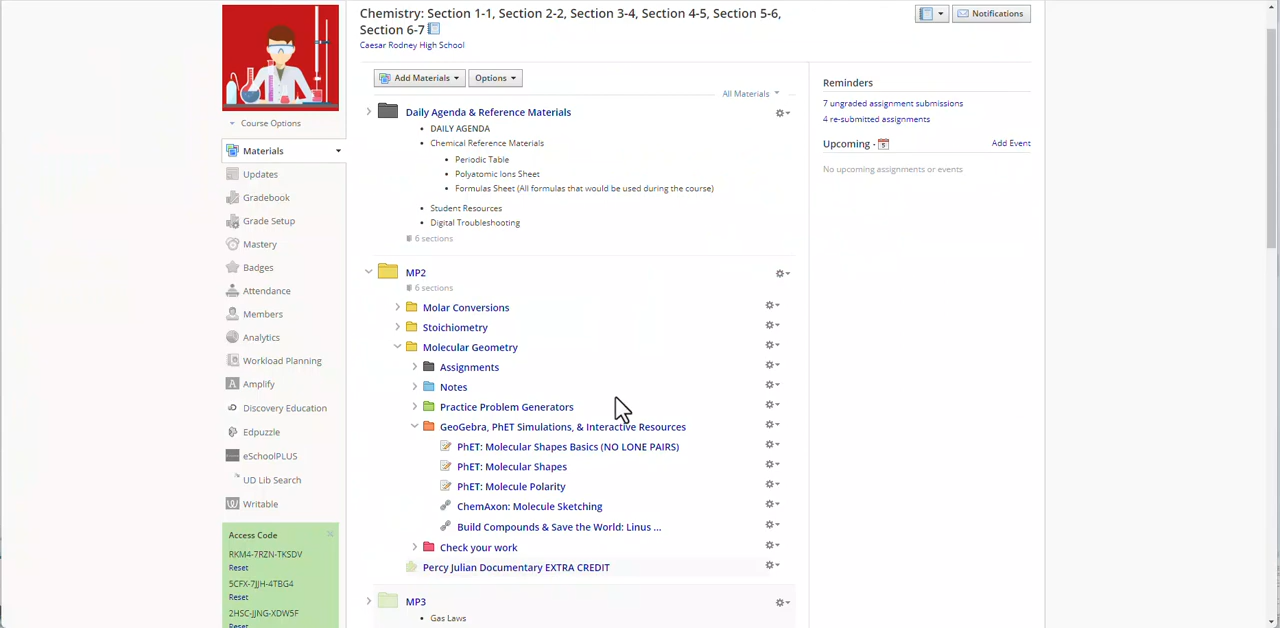 Chemistry: Section 1-1, Section 2-2, Section 3-4, Section 4-5, Section 5-6,
Section 6-7
Caesar Rodney High School
Notifications
Course Options
Materials
Updates
Gradebook
Grade Setup
Mastery
Badges
Attendance
Members
Analytics
Workload Planning
Amplify
Discovery Education
Edpuzzle
eSchoolPLUS
UD Lib Search
Writable
Access Code
RKM4-7RZN-TKSDV
Reset
5CFX-7JJH-4TBG4
Reset
2HSC-JJNG-XDW5F
Reset
Add Materials
Options
All Materials
Daily Agenda & Reference Materials
DAILY AGENDA
Chemical Reference Materials
Periodic Table
Polyatomic Ions Sheet
Formulas Sheet (All formulas that would be used during the course)
Student Resources
Digital Troubleshooting
6 sections
MP2
6 sections
Molar Conversions
Stoichiometry
Molecular Geometry
Assignments
Notes
Practice Problem Generators
GeoGebra, PhET Simulations, & Interactive Resources
PhET: Molecular Shapes Basics (NO LONE PAIRS)
PhET: Molecular Shapes
PhET: Molecule Polarity
ChemAxon: Molecule Sketching
Build Compounds & Save the World: Linus ...
Check your work
Percy Julian Documentary EXTRA CREDIT
MP3
Gas Laws
Reminders
7 ungraded assignment submissions
4 re-submitted assignments
Upcoming · 5 Add Event
No upcoming assignments or events